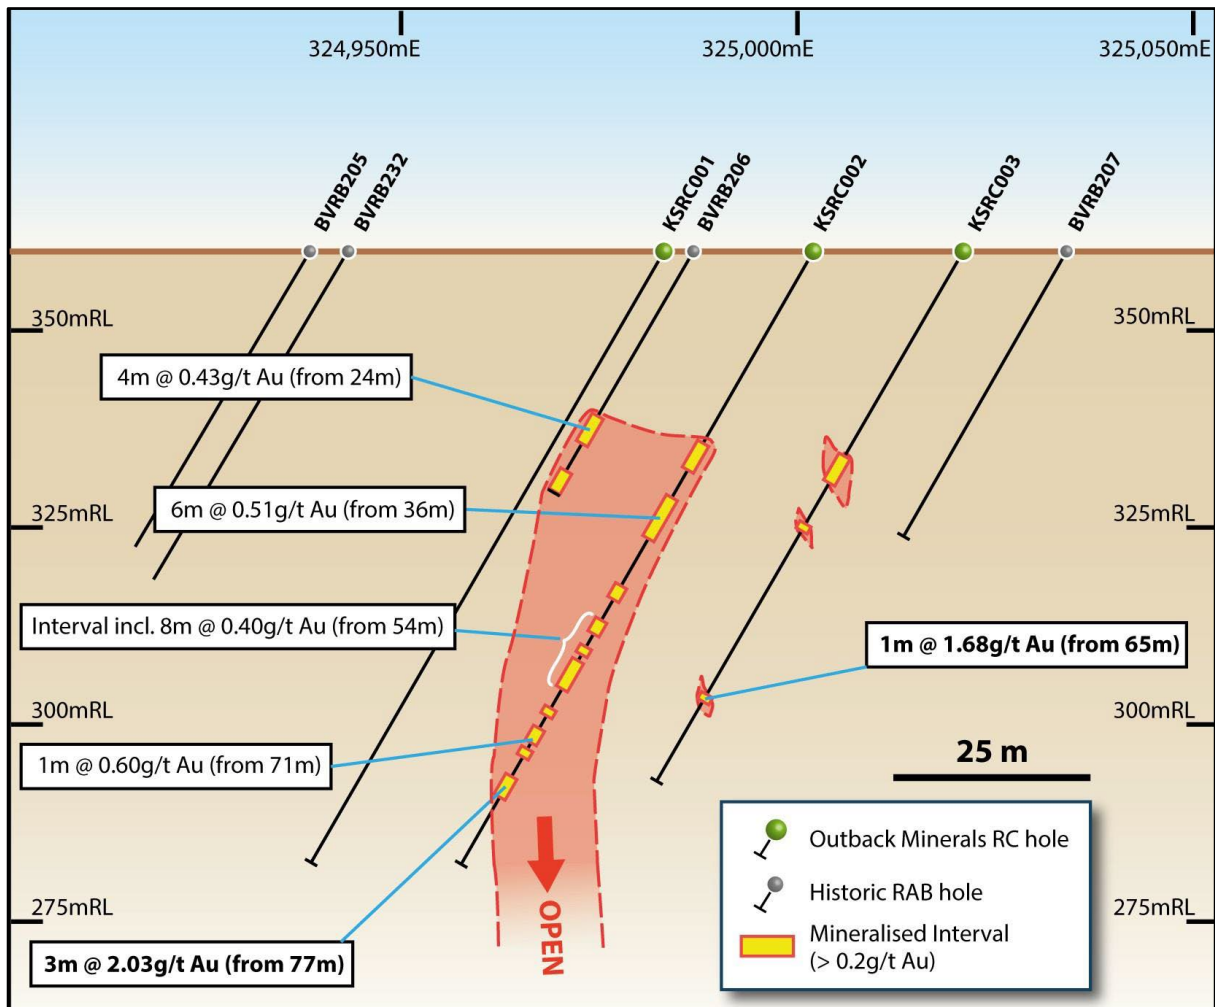 324,950mE
325,000mE
325,050mE
BVRB205
BVRB232
KSRC001
BVRB206
KSRC002
KSRC003
BVRB207
350mRL
350mRL
4m @ 0.43g/t Au (from 24m)
6m @ 0.51g/t Au (from 36m)
325mRL
325mRL
Interval incl. 8m @ 0.40g/t Au (from 54m)
1m @ 1.68g/t Au (from 65m)
300mRL
300mRL
1m @ 0.60g/t Au (from 71m)
25 m
Outback Minerals RC hole
Historic RAB hole
Mineralised Interval
(> 0.2g/t Au)
275mRL
275mRL
OPEN
3m @ 2.03g/t Au (from 77m)